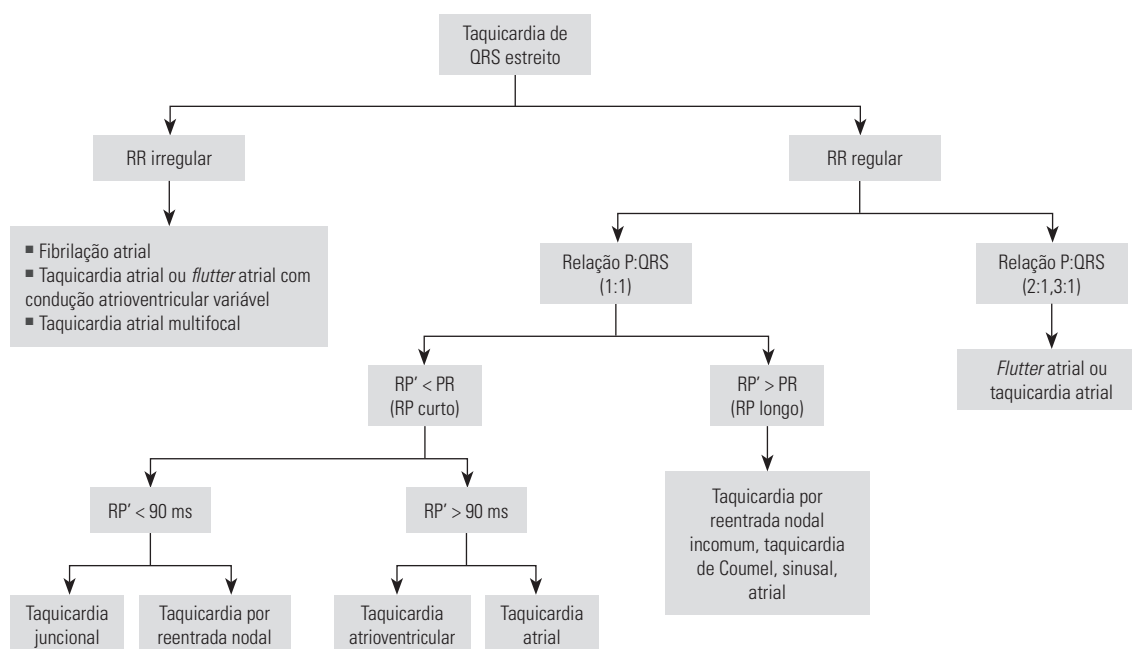 Taquicardia de
QRS estreito
RR irregular
RR regular
■ Fibrilação atrial
■ Taquicardia atrial ou flutter atrial com
condução atrioventricular variável
■ Taquicardia atrial multifocal
Relação P:QRS
(1:1)
Relação P:QRS
(2:1,3:1)
RP’ < PR
(RP curto)
RP’ > PR
(RP longo)
Flutter atrial ou
taquicardia atrial
RP’ < 90 ms
RP’ > 90 ms
Taquicardia por
reentrada nodal
incomum, taquicardia
de Coumel, sinusal,
atrial
Taquicardia
juncional
Taquicardia por
reentrada nodal
Taquicardia
atrioventricular
Taquicardia
atrial